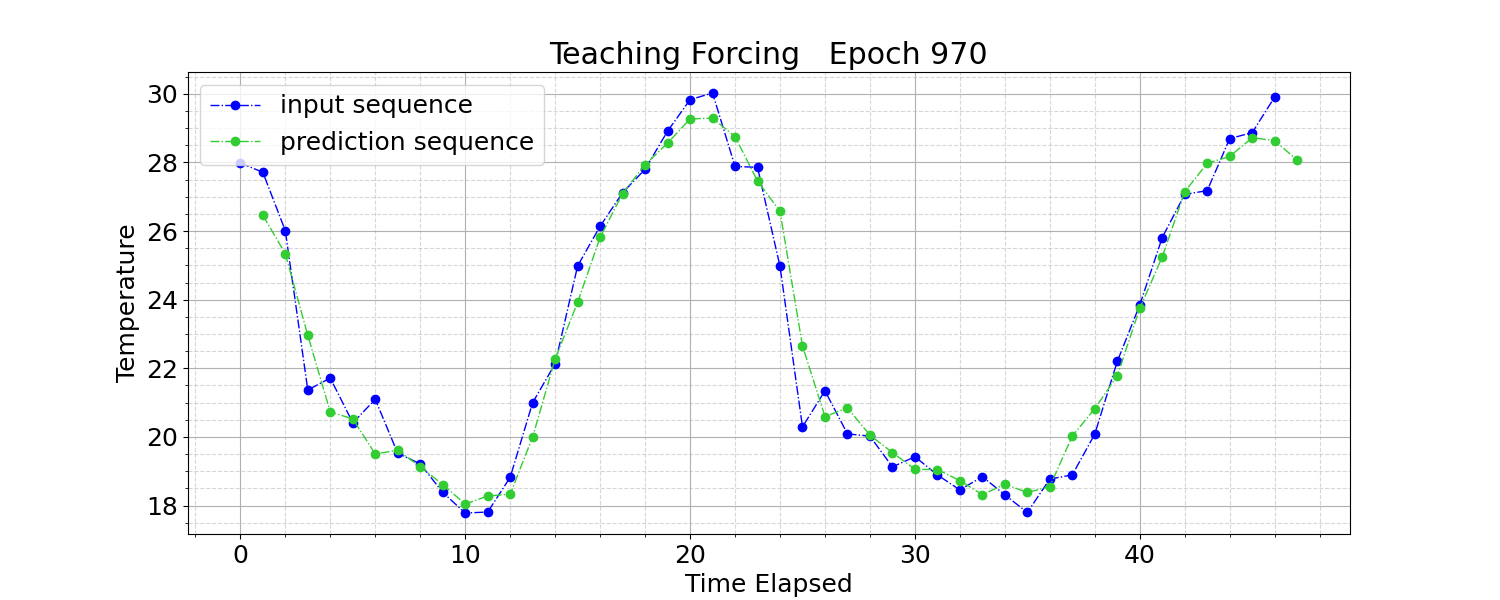 Teaching Forcing   Epoch 970
input sequence
prediction sequence
Temperature
30
28
26
24
22
20
18
0 10 20 30 40
Time Elapsed